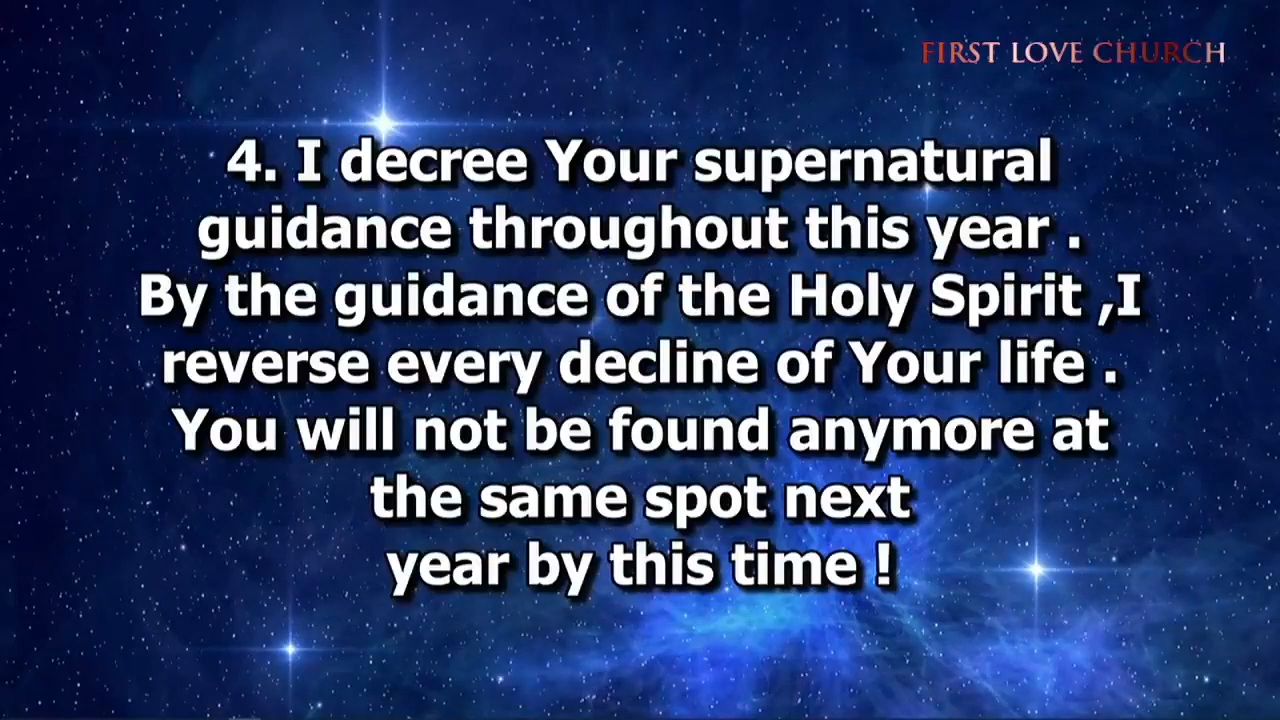 FIRST LOVE CHURCH
4. I decree Your supernatural
guidance throughout this year .
By the guidance of the Holy Spirit ,I
reverse every decline of Your life .
You will not be found anymore at
the same spot next
year by this time !